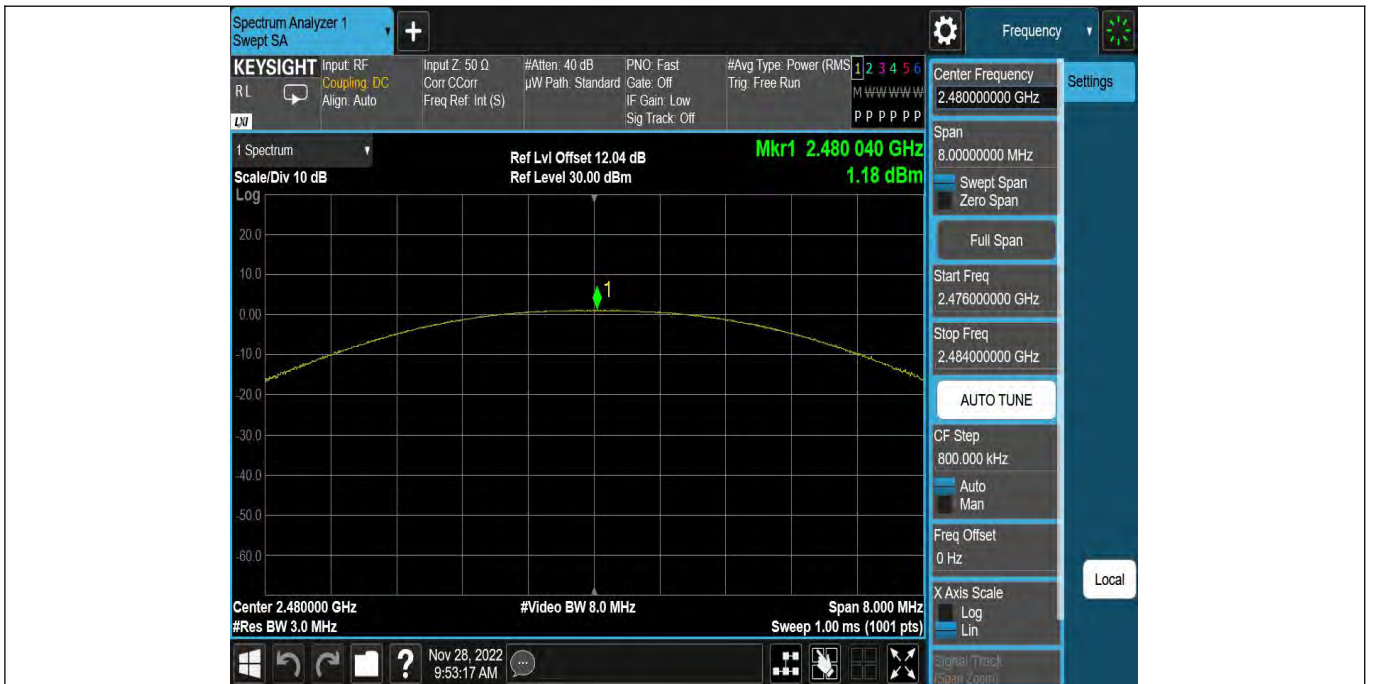 Spectrum Analyzer 1
Swept SA
+
Frequency
KEYSIGHT
RL
LXI
Input: RF
Coupling: DC
Align: Auto
Input Z: 50 Ω
Corr CCorr
Freq Ref: Int (S)
#Atten: 40 dB
µW Path: Standard
PNO: Fast
Gate: Off
IF Gain: Low
Sig Track: Off
#Avg Type: Power (RMS
Trig: Free Run
1 2 3 4 5 6
M W W W W W
P P P P P P
1 Spectrum
Scale/Div 10 dB
Ref Lvl Offset 12.04 dB
Ref Level 30.00 dBm
Mkr1 2.480 040 GHz
1.18 dBm
Log
20.0
10.0
0.00
-10.0
-20.0
-30.0
-40.0
-50.0
-60.0
1
Center 2.480000 GHz
#Res BW 3.0 MHz
#Video BW 8.0 MHz
Span 8.000 MHz
Sweep 1.00 ms (1001 pts)
Center Frequency
2.480000000 GHz
Settings
Span
8.00000000 MHz
Swept Span
Zero Span
Full Span
Start Freq
2.476000000 GHz
Stop Freq
2.484000000 GHz
AUTO TUNE
CF Step
800.000 kHz
Auto
Man
Freq Offset
0 Hz
X Axis Scale
Log
Lin
Local
Signal Track
(Span Zoom)
?
Nov 28, 2022
9:53:17 AM